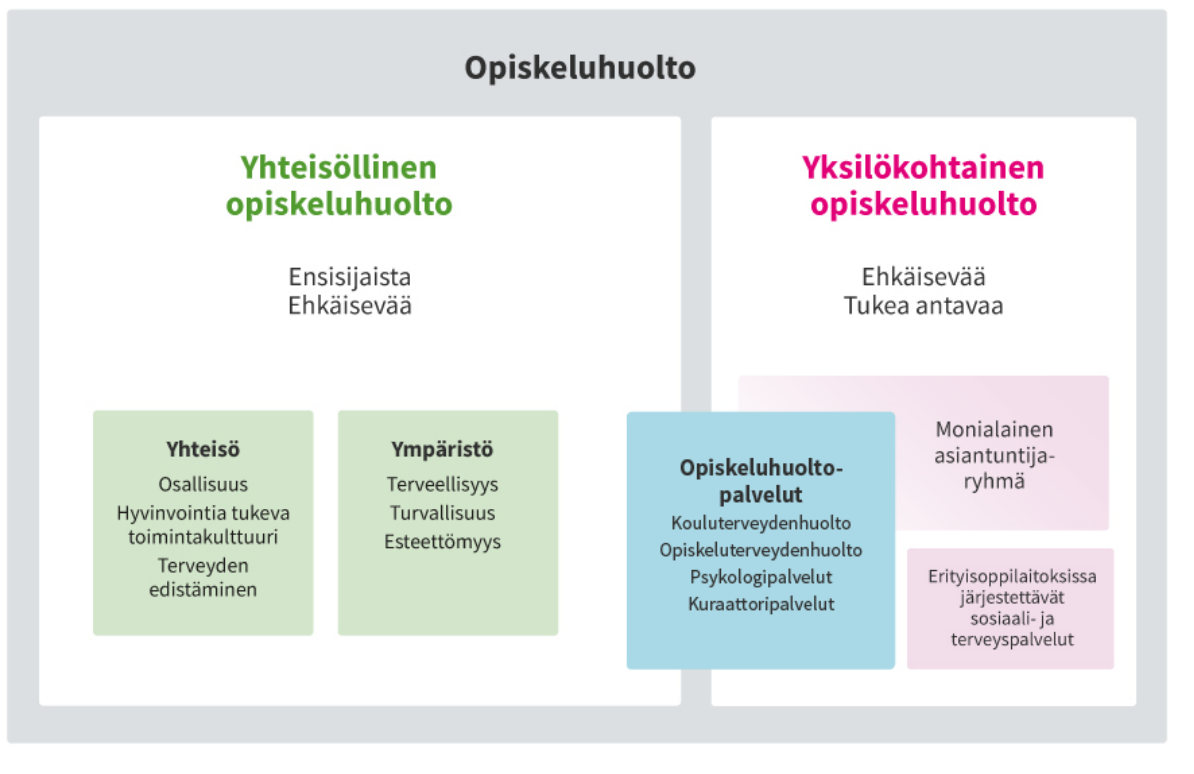 Opiskeluhuolto
Yhteisöllinen
opiskeluhuolto
Ensisijaista
Ehkäisevää
Yhteisö
Osallisuus
Hyvinvointia tukeva
toimintakulttuuri
Terveyden
edistäminen
Ympäristö
Terveellisyys
Turvallisuus
Esteettömyys
Opiskeluhuolto-
palvelut
Kouluterveydenhuolto
Opiskeluterveydenhuolto
Psykologipalvelut
Kuraattoripalvelut
Yksilökohtainen
opiskeluhuolto
Ehkäisevää
Tukea antavaa
Monialainen
asiantuntija-
ryhmä
Erityisoppilaitoksissa
järjestettävät
sosiaali- ja
terveyspalvelut